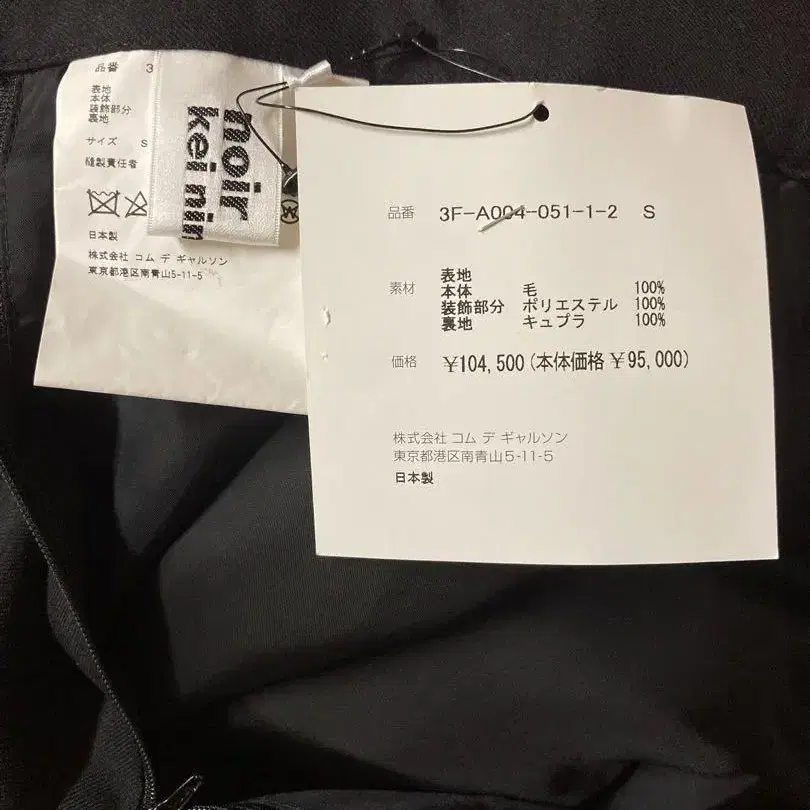 品番 3
表地
本体
装飾部分
裏地
サイズ S
縫製責任者
W
日本製
株式会社 コム デ ギャルソン
東京都港区南青山5-11-5
noir
kei nin
品番 3F-A004-051-1-2 S
素材 表地
本体 毛 100%
装飾部分 ポリエステル 100%
裏地 キュプラ 100%
価格 ¥104,500(本体価格 ¥95,000)
株式会社 コム デ ギャルソン
東京都港区南青山5-11-5
日本製